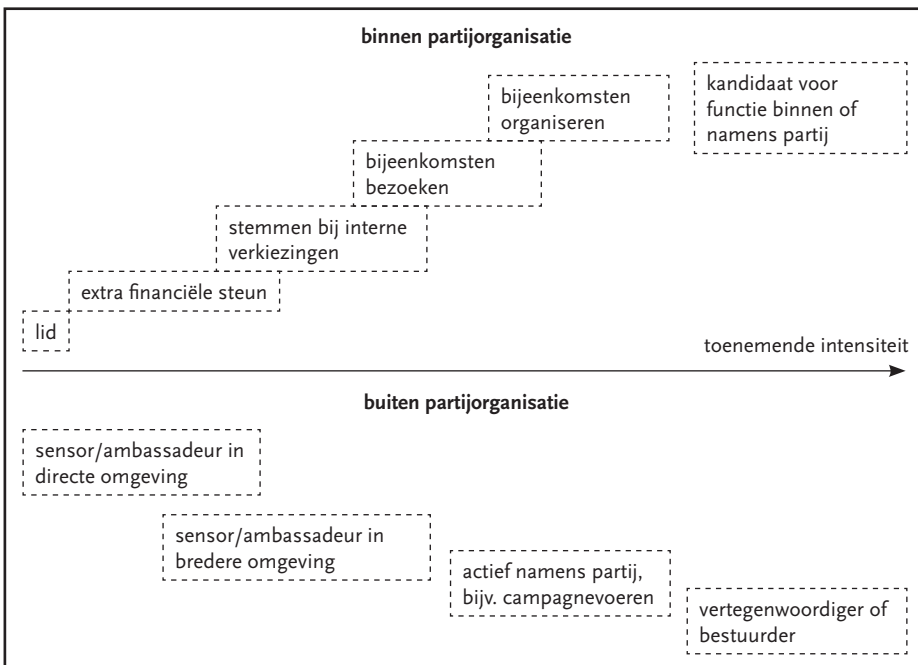 binnen partijorganisatie
bijeenkomsten
organiseren
kandidaat voor
functie binnen of
namens partij
bijeenkomsten
bezoeken
stemmen bij interne
verkiezingen
extra financiële steun
lid
toenemende intensiteit
buiten partijorganisatie
sensor/ambassadeur in
directe omgeving
sensor/ambassadeur in
bredere omgeving
actief namens partij,
bijv. campagnevoeren
vertegenwoordiger of
bestuurder